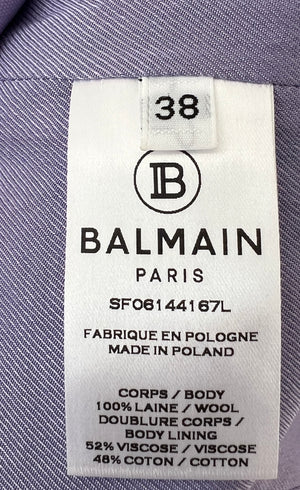 38
B
BALMAIN
PARIS
SF06144167L
FABRIQUE EN POLOGNE
MADE IN POLAND
CORPS / BODY
100% LAINE / WOOL
DOUBLURE CORPS /
BODY LINING
52% VISCOSE / VISCOSE
48% COTON / COTTON